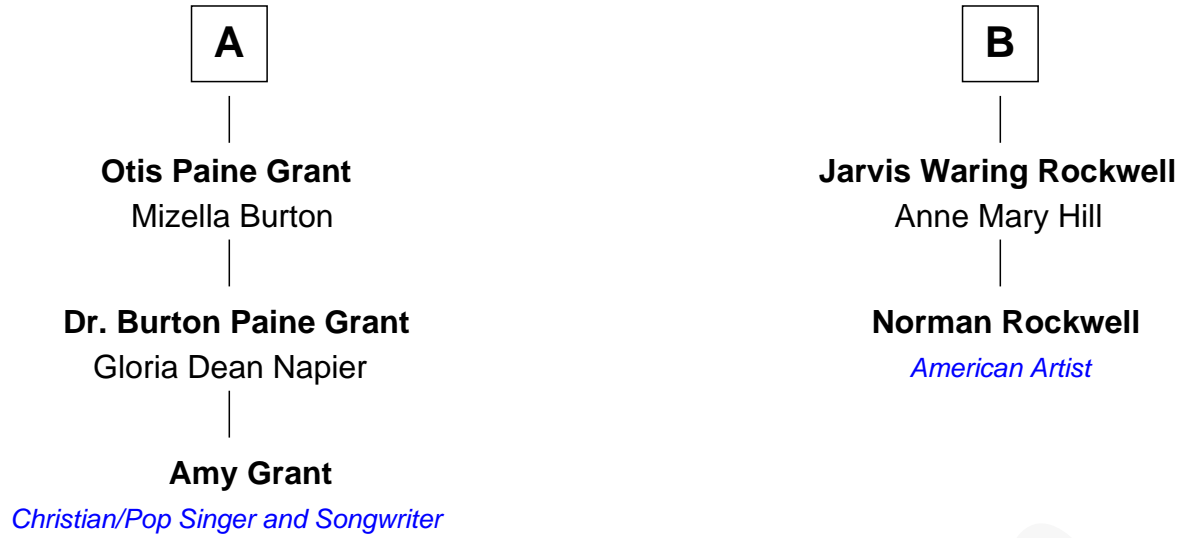 A
Otis Paine Grant
Mizella Burton
Dr. Burton Paine Grant
Gloria Dean Napier
Amy Grant
Christian/Pop Singer and Songwriter
B
Jarvis Waring Rockwell
Anne Mary Hill
Norman Rockwell
American Artist